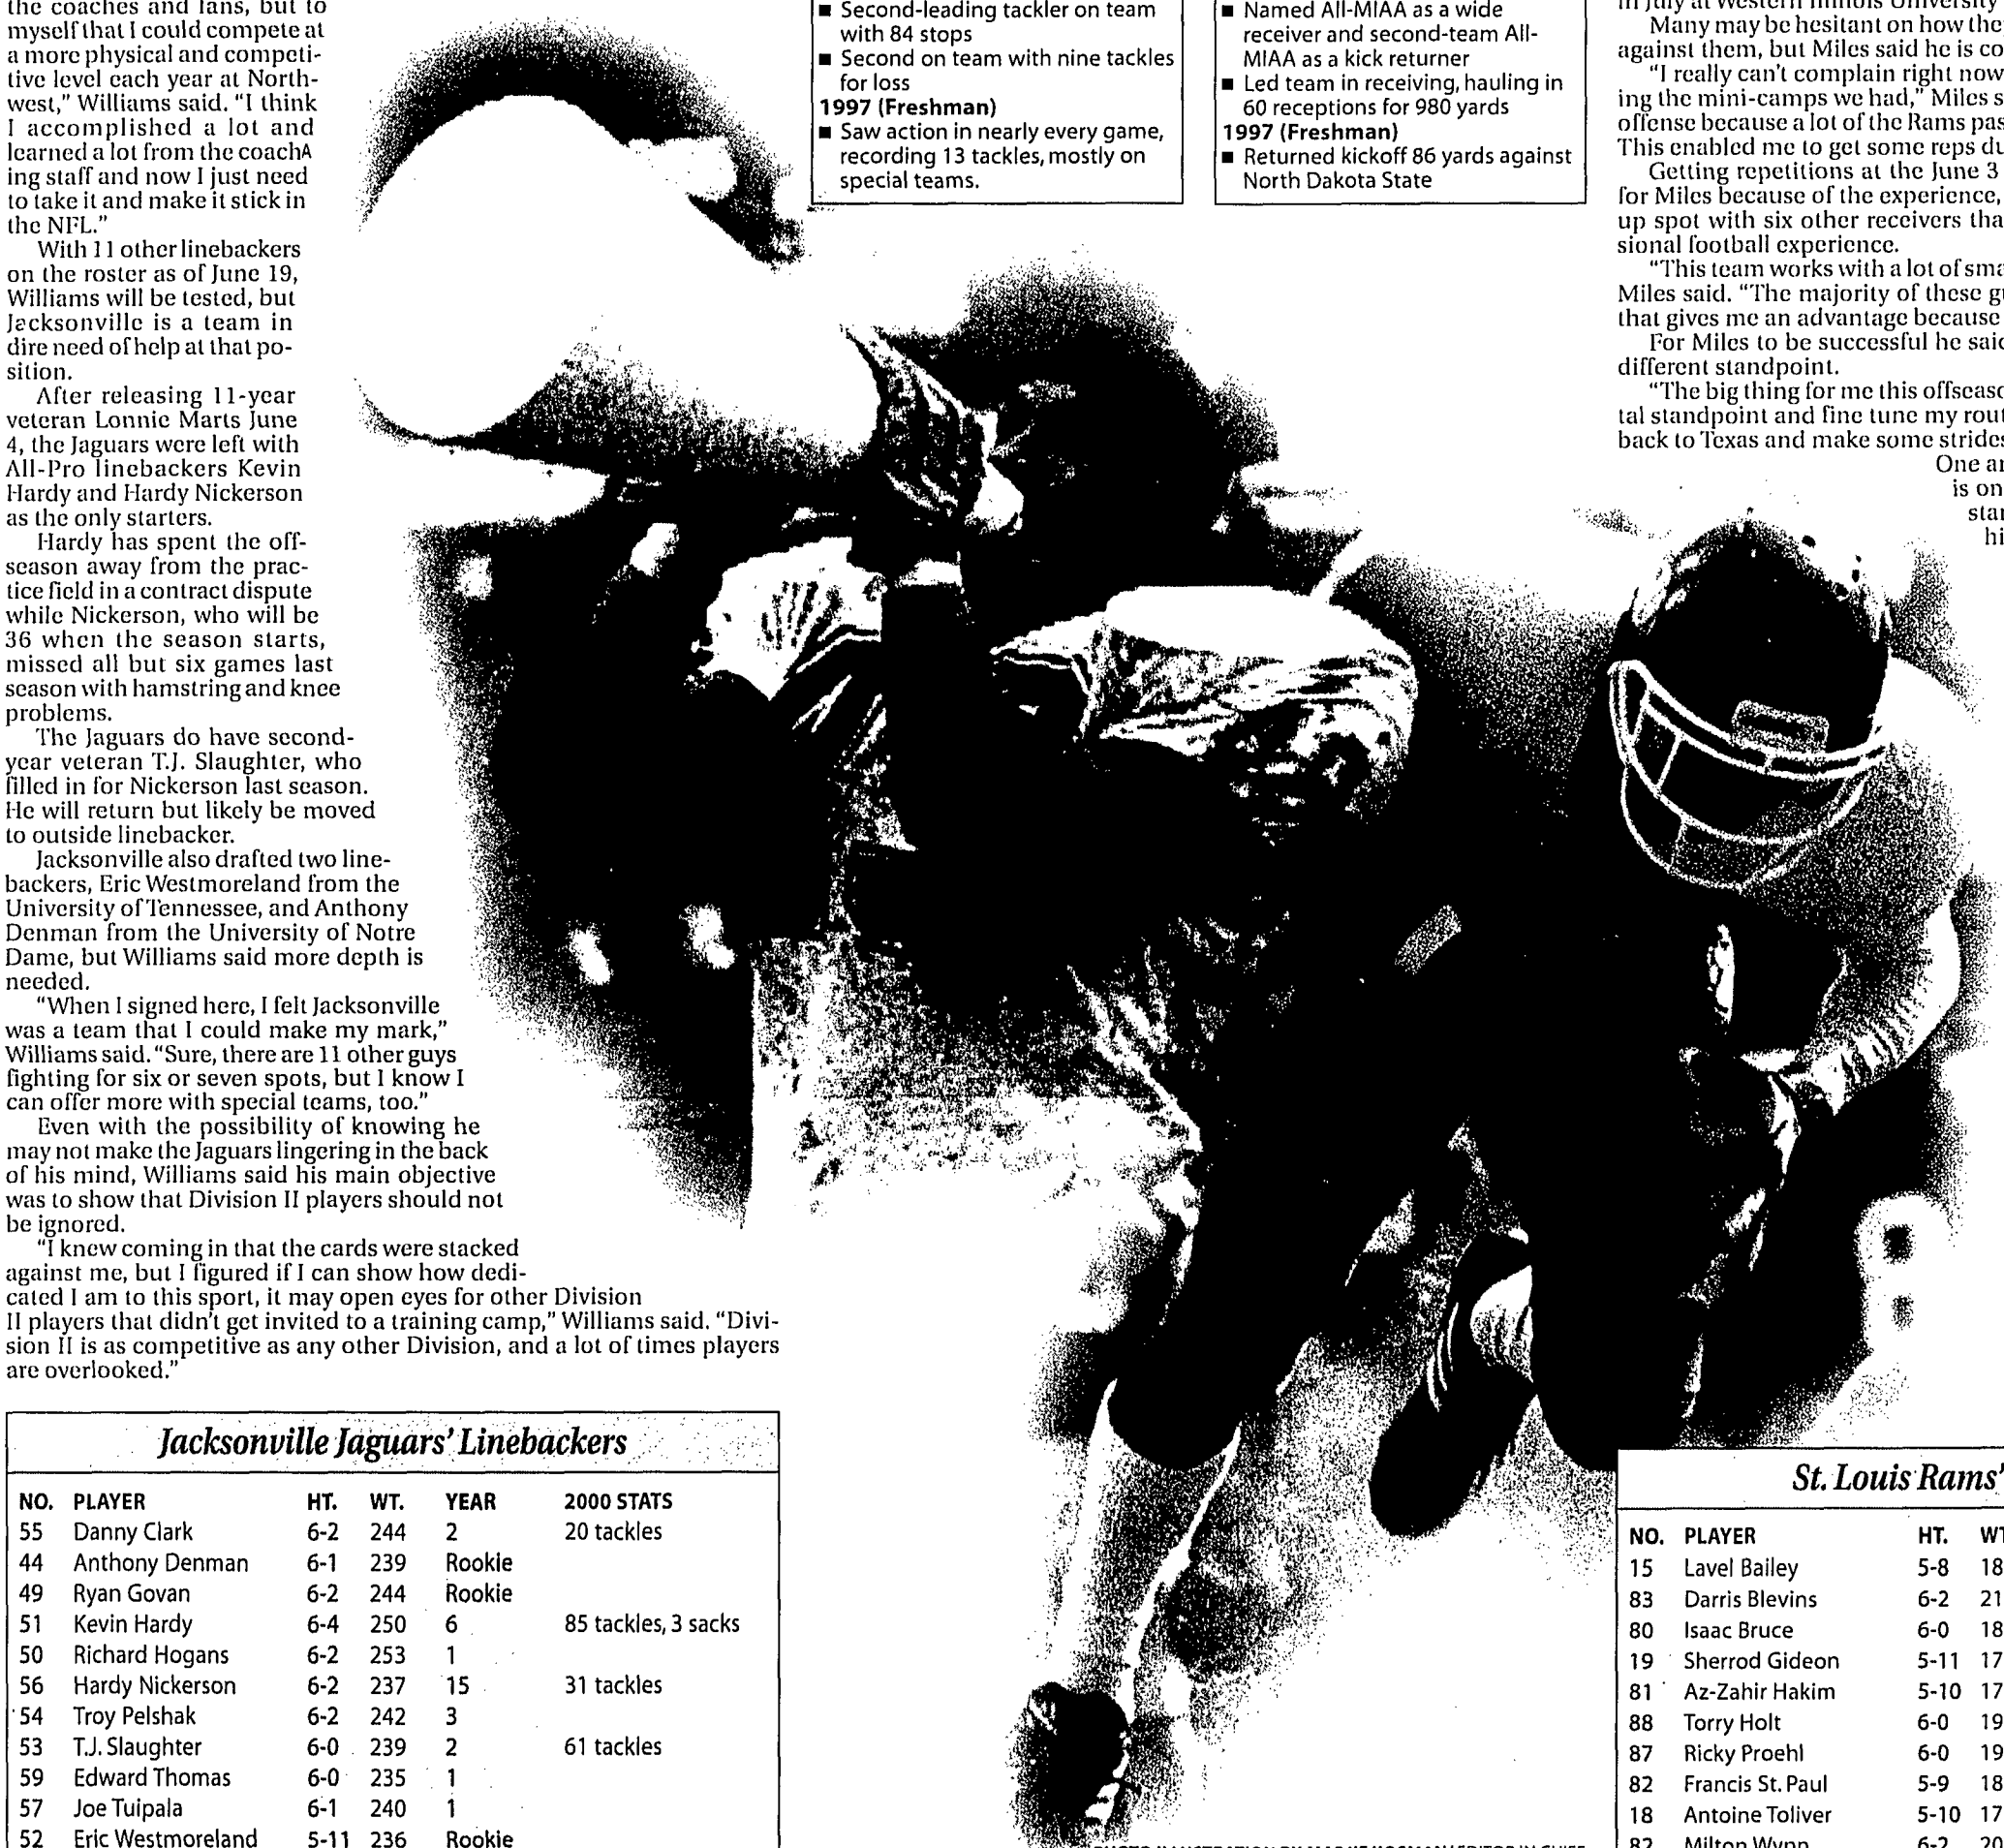 the coaches and fans, but to
myself that I could compete at
a more physical and competi-
tive level each year at North-
west," Williams said. "I think
I accomplished a lot and
learned a lot from the coachA
ing staff and now I just need
to take it and make it stick in
the NFL."
With 11 other linebackers
on the roster as of June 19,
Williams will be tested, but
Jacksonville is a team in
dire need of help at that po-
sition.
After releasing 11-year
veteran Lonnie Marts June
4, the Jaguars were left with
All-Pro linebackers Kevin
Hardy and Hardy Nickerson
as the only starters.
Hardy has spent the off-
season away from the prac-
tice field in a contract dispute
while Nickerson, who will be
36 when the season starts,
missed all but six games last
season with hamstring and knee
problems.
The Jaguars do have second-
year veteran T.J. Slaughter, who
filled in for Nickerson last season.
He will return but likely be moved
to outside linebacker.
Jacksonville also drafted two line-
backers, Eric Westmoreland from the
University of Tennessee, and Anthony
Denman from the University of Notre
Dame, but Williams said more depth is
needed.
"When I signed here, I felt Jacksonville
was a team that I could make my mark,"
Williams said. "Sure, there are 11 other guys
fighting for six or seven spots, but I know I
can offer more with special teams, too."
Even with the possibility of knowing he
may not make the Jaguars lingering in the back
of his mind, Williams said his main objective
was to show that Division II players should not
be ignored.
"I knew coming in that the cards were stacked
against me, but I figured if I can show how dedi-
cated I am to this sport, it may open eyes for other Division
II players that didn't get invited to a training camp," Williams said. "Divi-
sion II is as competitive as any other Division, and a lot of times players
are overlooked."
■ Second-leading tackler on team
with 84 stops
■ Second on team with nine tackles
for loss
1997 (Freshman)
■ Saw action in nearly every game,
recording 13 tackles, mostly on
special teams.
■ Named All-MIAA as a wide
receiver and second-team All-
MIAA as a kick returner
■ Led team in receiving, hauling in
60 receptions for 980 yards
1997 (Freshman)
■ Returned kickoff 86 yards against
North Dakota State
in July at Western Illinois University
Many may be hesitant on how the
against them, but Miles said he is co
"I really can't complain right now
ing the mini-camps we had," Miles s
offense because a lot of the Rams pas
This enabled me to get some reps du
Getting repetitions at the June 3
for Miles because of the experience,
up spot with six other receivers tha
sional football experience.
"This team works with a lot of sma
Miles said. "The majority of these g
that gives me an advantage because
For Miles to be successful he said
different standpoint.
"The big thing for me this offseas
tal standpoint and fine tune my rout
back to Texas and make some strides
One a
is on
sta
hi
Jacksonville Jaguars' Linebackers
NO. PLAYER HT. WT. YEAR 2000 STATS
55 Danny Clark 6-2 244 2 20 tackles
44 Anthony Denman 6-1 239 Rookie
49 Ryan Govan 6-2 244 Rookie
51 Kevin Hardy 6-4 250 6 85 tackles, 3 sacks
50 Richard Hogans 6-2 253 1
56 Hardy Nickerson 6-2 237 15 31 tackles
54 Troy Pelshak 6-2 242 3
53 T.J. Slaughter 6-0 239 2 61 tackles
59 Edward Thomas 6-0 235 1
57 Joe Tuipala 6-1 240 1
52 Eric Westmoreland 5-11 236 Rookie
St. Louis Rams'
NO. PLAYER HT. WT
15 Lavel Bailey 5-8 18
83 Darris Blevins 6-2 21
80 Isaac Bruce 6-0 18
19 Sherrod Gideon 5-11 17
81 Az-Zahir Hakim 5-10 17
88 Torry Holt 6-0 19
87 Ricky Proehl 6-0 19
82 Francis St. Paul 5-9 18
18 Antoine Toliver 5-10 17
82 Milton Wynn 6-2 20